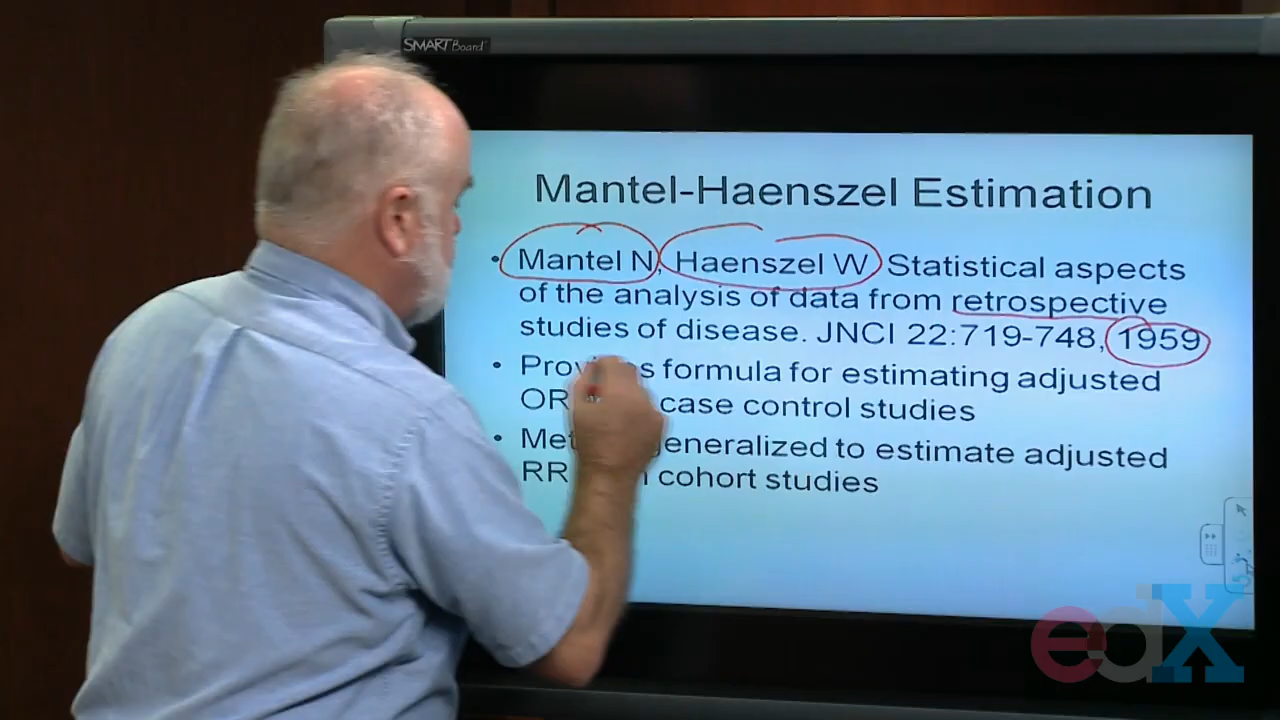 SMART Board
Mantel-Haenszel Estimation
• Mantel N, Haenszel W Statistical aspects
of the analysis of data from retrospective
studies of disease. JNCI 22:719-748, 1959
• formula for estimating adjusted
OR case control studies
• generalized to estimate adjusted
RR cohort studies
edX